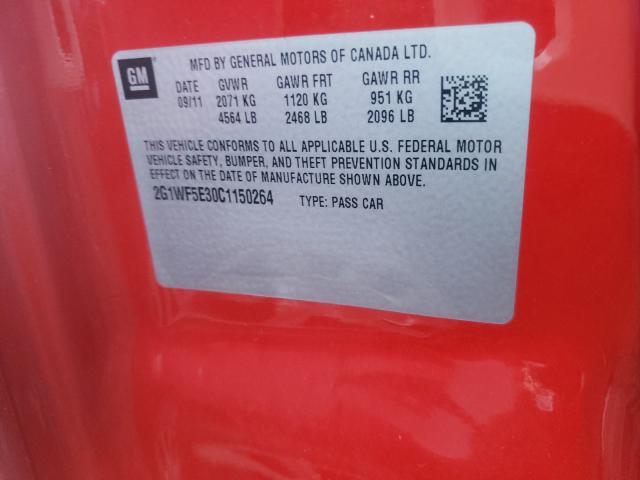 MFD BY GENERAL MOTORS OF CANADA LTD.
GM
DATE GVWR GAWR FRT GAWR RR
09/11 2071 KG 1120 KG 951 KG
4564 LB 2468 LB 2096 LB
THIS VEHICLE CONFORMS TO ALL APPLICABLE U.S. FEDERAL MOTOR
VEHICLE SAFETY, BUMPER, AND THEFT PREVENTION STANDARDS IN
EFFECT ON THE DATE OF MANUFACTURE SHOWN ABOVE.
2G1WF5E30C1150264 TYPE: PASS CAR